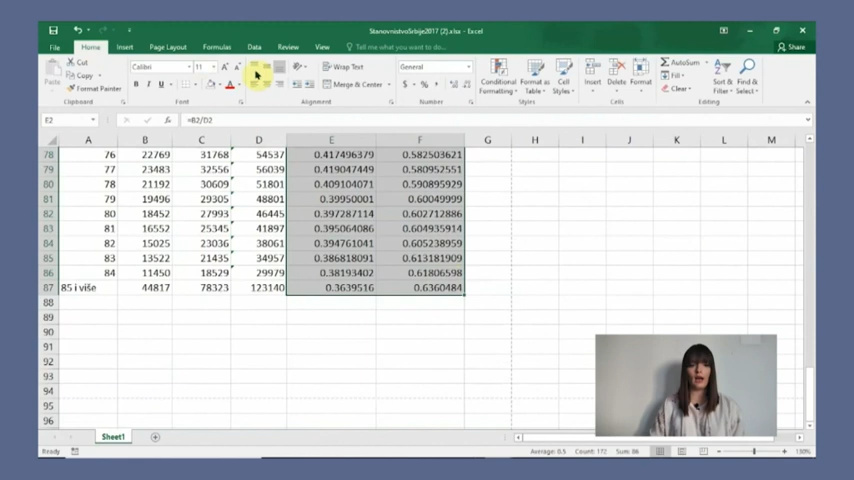 StanovnistvoSrbije2017 (2).xlsx - Excel
File Home Insert Page Layout Formulas Data Review View Tell me what you want to do... Share
Cut
Copy
Format Painter
Paste
Calibri 11
B I U
Wrap Text
Merge & Center
General
$ % ,
Conditional Formatting
Format as Table
Cell Styles
Insert Delete Format
AutoSum
Fill
Clear
Sort & Filter
Find & Select
Clipboard Font Alignment Number Styles Cells Editing
E2 =B2/D2
A B C D E F G H I J K L M
78 76 22769 31768 54537 0.417496379 0.582503621
79 77 23483 32556 56039 0.419047449 0.580952551
80 78 21192 30609 51801 0.409104071 0.590895929
81 79 19496 29305 48801 0.39950001 0.60049999
82 80 18452 27993 46445 0.397287114 0.602712886
83 81 16552 25345 41897 0.395064086 0.604935914
84 82 15025 23036 38061 0.394761041 0.605238959
85 83 13522 21435 34957 0.386818091 0.613181909
86 84 11450 18529 29979 0.38193402 0.61806598
87 85 i više 44817 78323 123140 0.3639516 0.6360484
88
89
90
91
92
93
94
95
96
Sheet1
Ready Average: 0.5 Count: 172 Sum: 86 130%